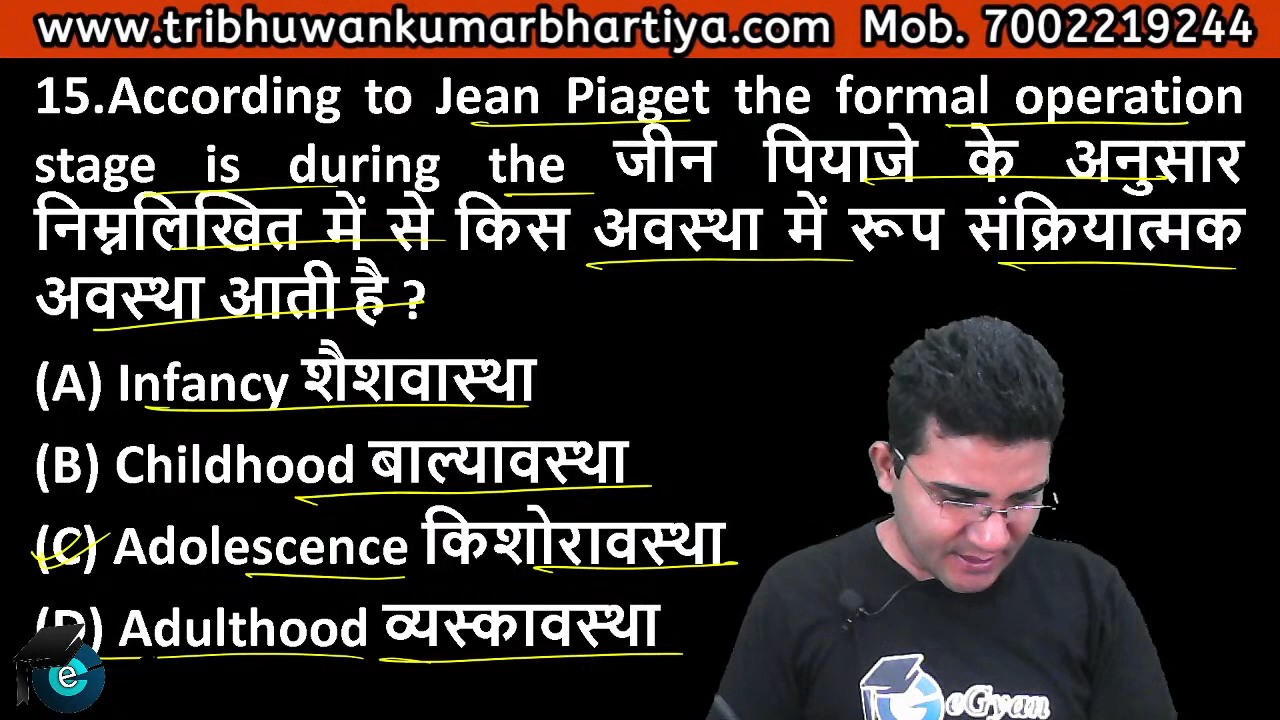 www.tribhuwankumarbhartiya.com Mob. 7002219244
15.According to Jean Piaget the formal operation
stage is during the जीन पियाजे के अनुसार
निम्नलिखित में से किस अवस्था में रूप संक्रियात्मक
अवस्था आती है ?
(A) Infancy शैशवास्था
(B) Childhood बाल्यावस्था
(C) Adolescence किशोरावस्था
(D) Adulthood व्यस्कावस्था
e
eGyan